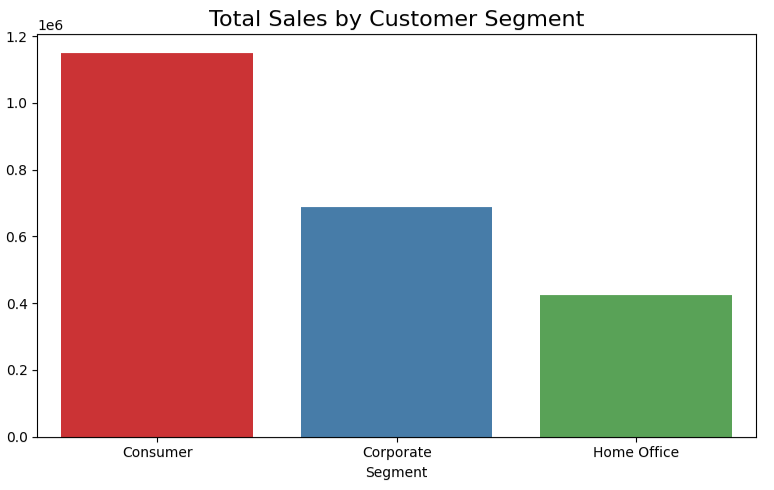 Total Sales by Customer Segment
1e6
1.2
1.0
0.8
0.6
0.4
0.2
0.0
Consumer Corporate Home Office
Segment